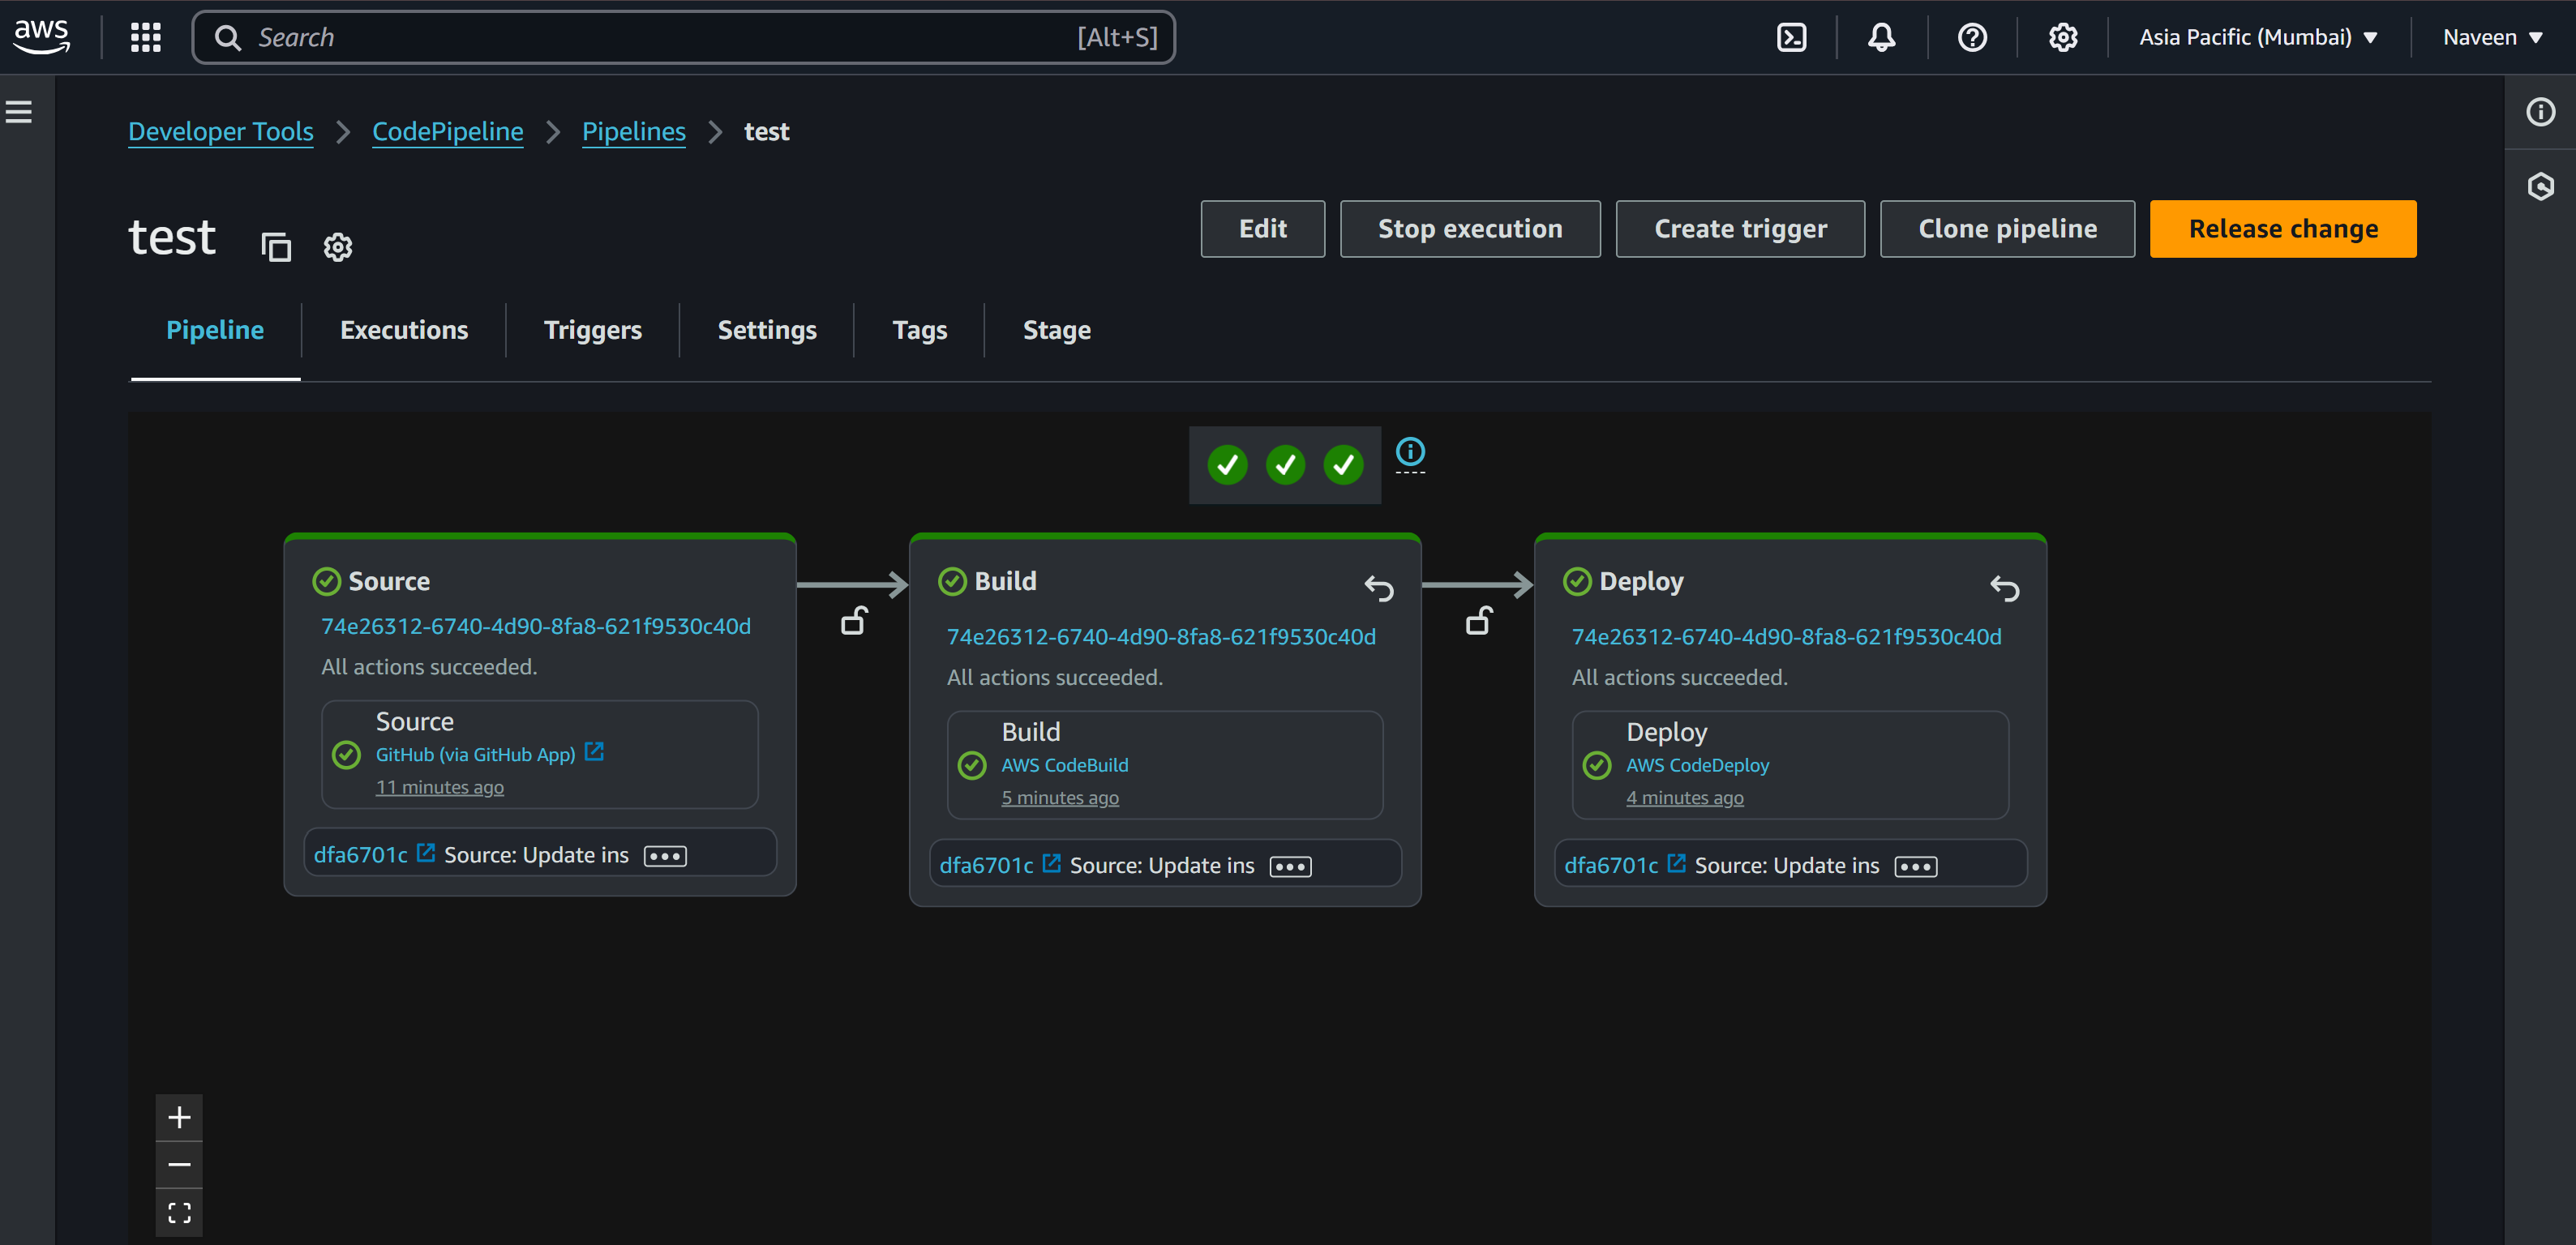 aws
Search [Alt+S]
Asia Pacific (Mumbai)
Naveen
Developer Tools
CodePipeline
Pipelines
test
test
Edit
Stop execution
Create trigger
Clone pipeline
Release change
Pipeline
Executions
Triggers
Settings
Tags
Stage
Source
74e26312-6740-4d90-8fa8-621f9530c40d
All actions succeeded.
Source
GitHub (via GitHub App)
11 minutes ago
dfa6701c Source: Update ins
Build
74e26312-6740-4d90-8fa8-621f9530c40d
All actions succeeded.
Build
AWS CodeBuild
5 minutes ago
dfa6701c Source: Update ins
Deploy
74e26312-6740-4d90-8fa8-621f9530c40d
All actions succeeded.
Deploy
AWS CodeDeploy
4 minutes ago
dfa6701c Source: Update ins